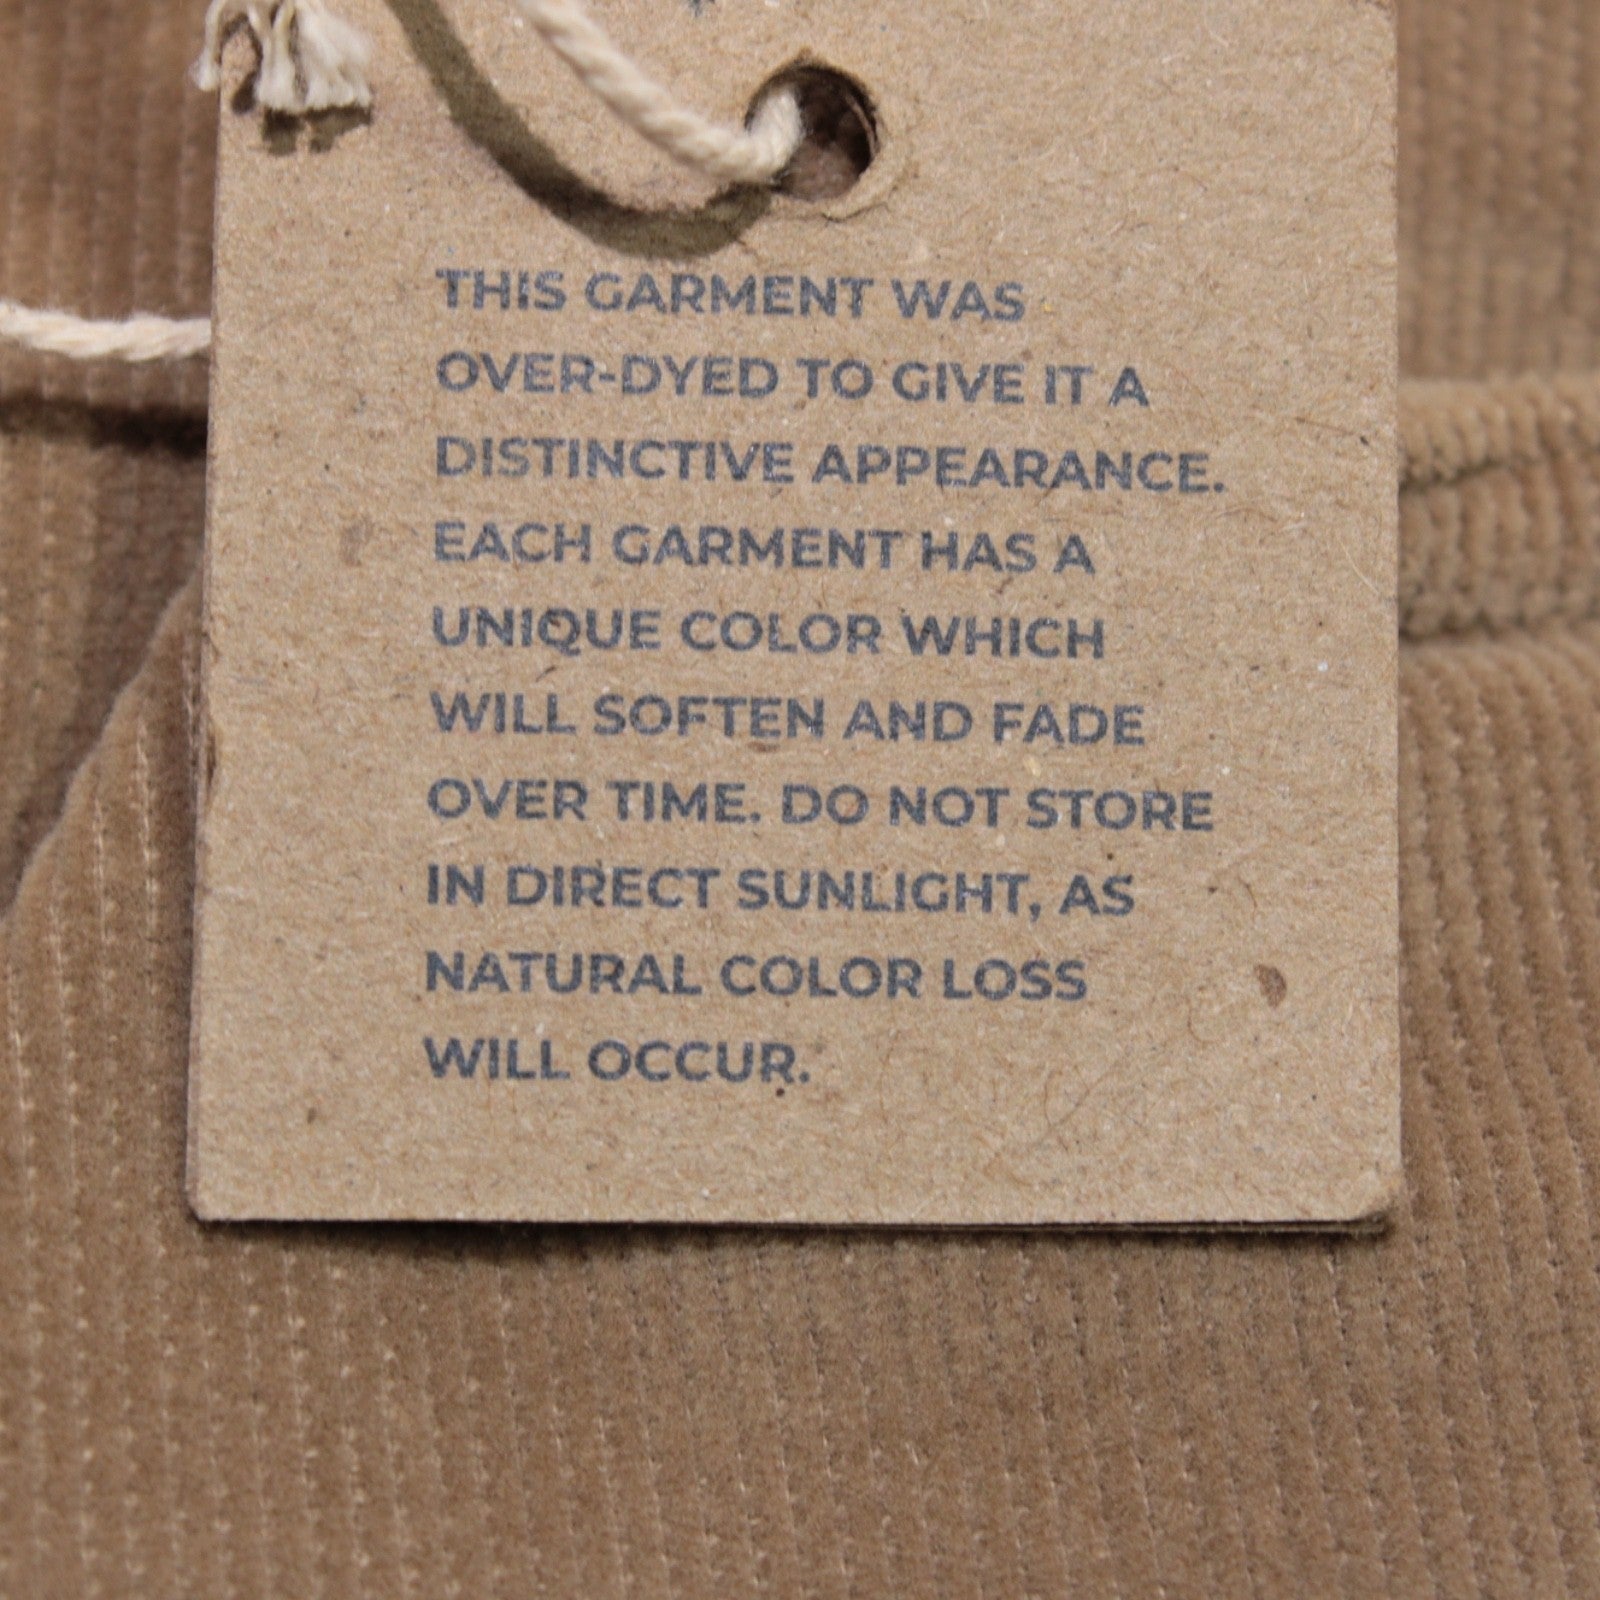 THIS GARMENT WAS
OVER-DYED TO GIVE IT A
DISTINCTIVE APPEARANCE.
EACH GARMENT HAS A
UNIQUE COLOR WHICH
WILL SOFTEN AND FADE
OVER TIME. DO NOT STORE
IN DIRECT SUNLIGHT, AS
NATURAL COLOR LOSS
WILL OCCUR.